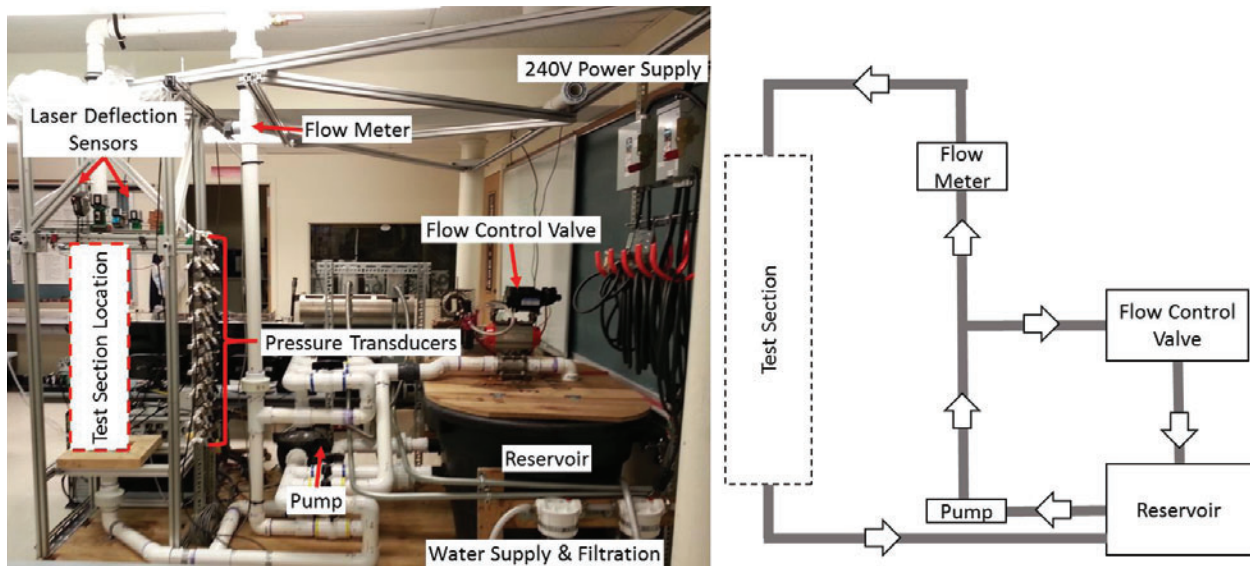 240V Power Supply
Laser Deflection
Sensors
Flow Meter
Flow Control Valve
Test Section Location
Pressure Transducers
Reservoir
Pump
Water Supply & Filtration
Flow
Meter
Test Section
Flow Control
Valve
Pump
Reservoir